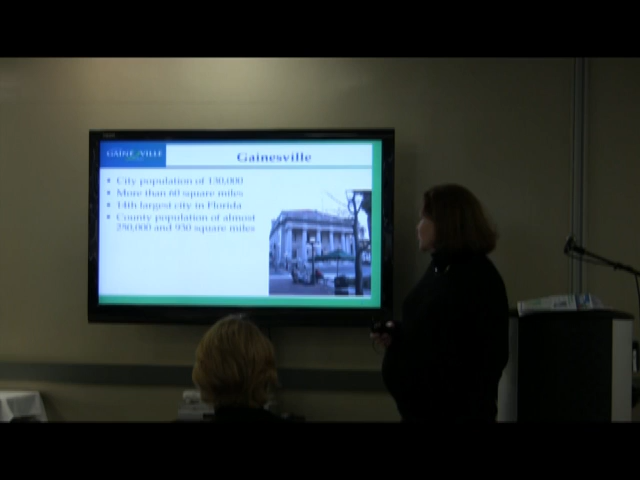 GAINESVILLE
Gainesville
• City population of 130,000
• More than 60 square miles
• 14th largest city in Florida
• County population of almost
250,000 and 930 square miles